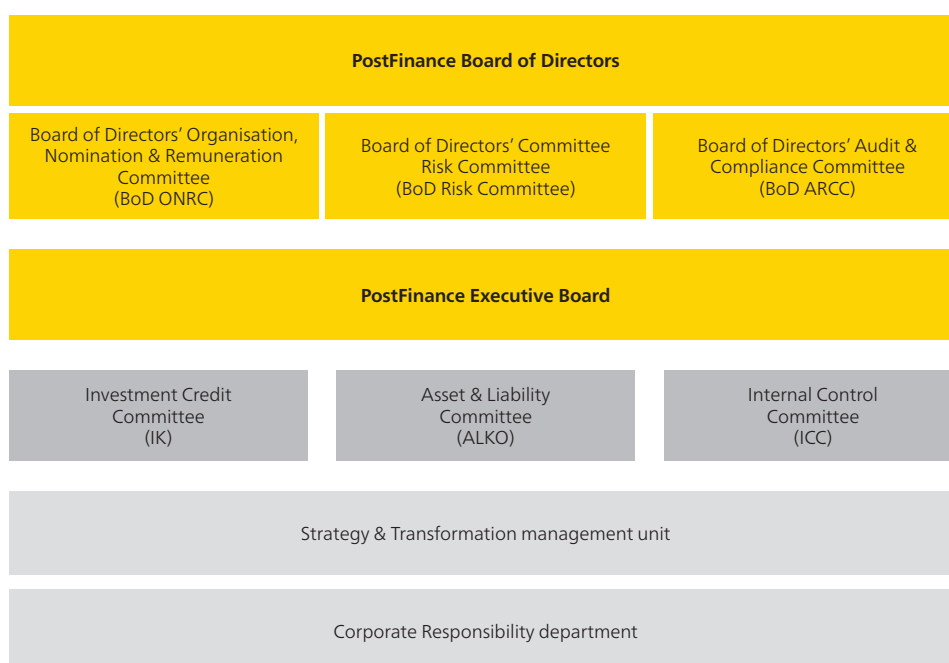 PostFinance Board of Directors
Board of Directors' Organisation,
Nomination & Remuneration
Committee
(BoD ONRC)
Board of Directors' Committee
Risk Committee
(BoD Risk Committee)
Board of Directors' Audit &
Compliance Committee
(BoD ARCC)
PostFinance Executive Board
Investment Credit
Committee
(IK)
Asset & Liability
Committee
(ALKO)
Internal Control
Committee
(ICC)
Strategy & Transformation management unit
Corporate Responsibility department